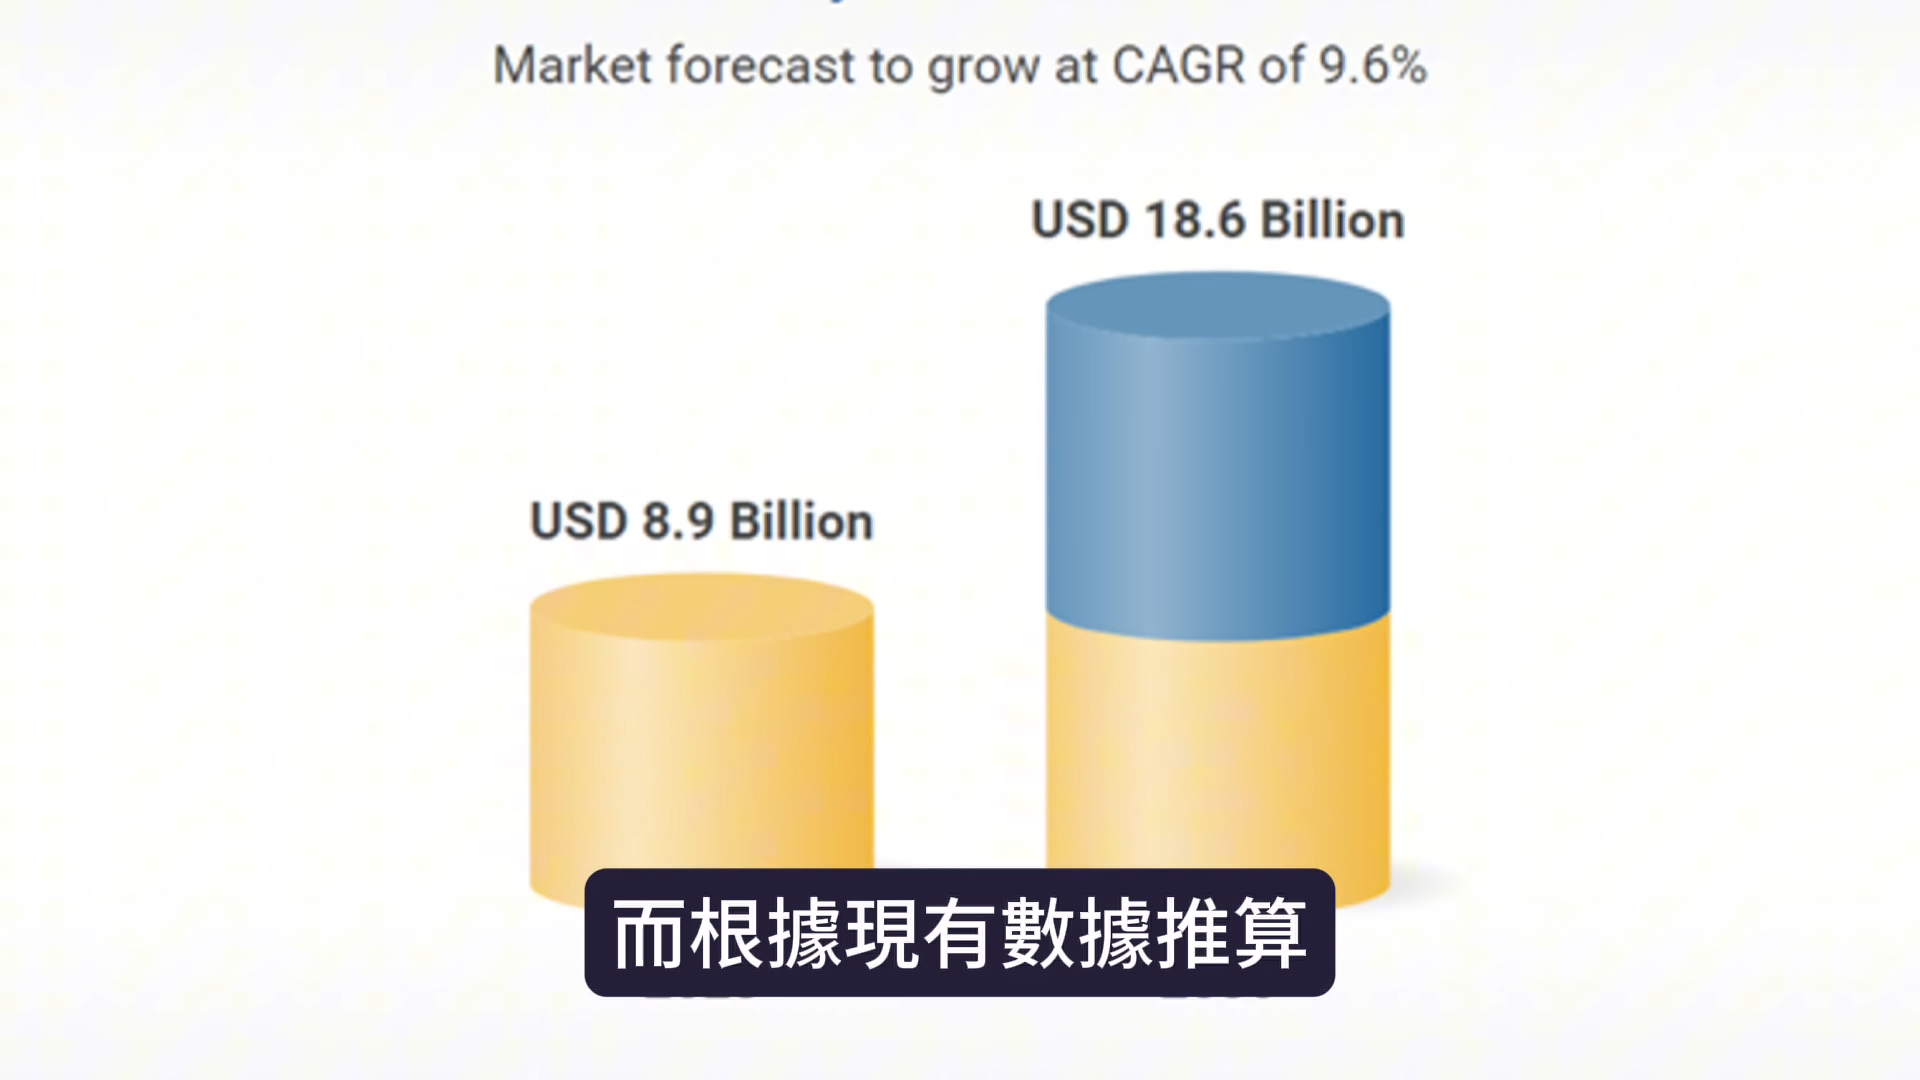 Market forecast to grow at CAGR of 9.6%
USD 18.6 Billion
USD 8.9 Billion
而根據現有數據推算